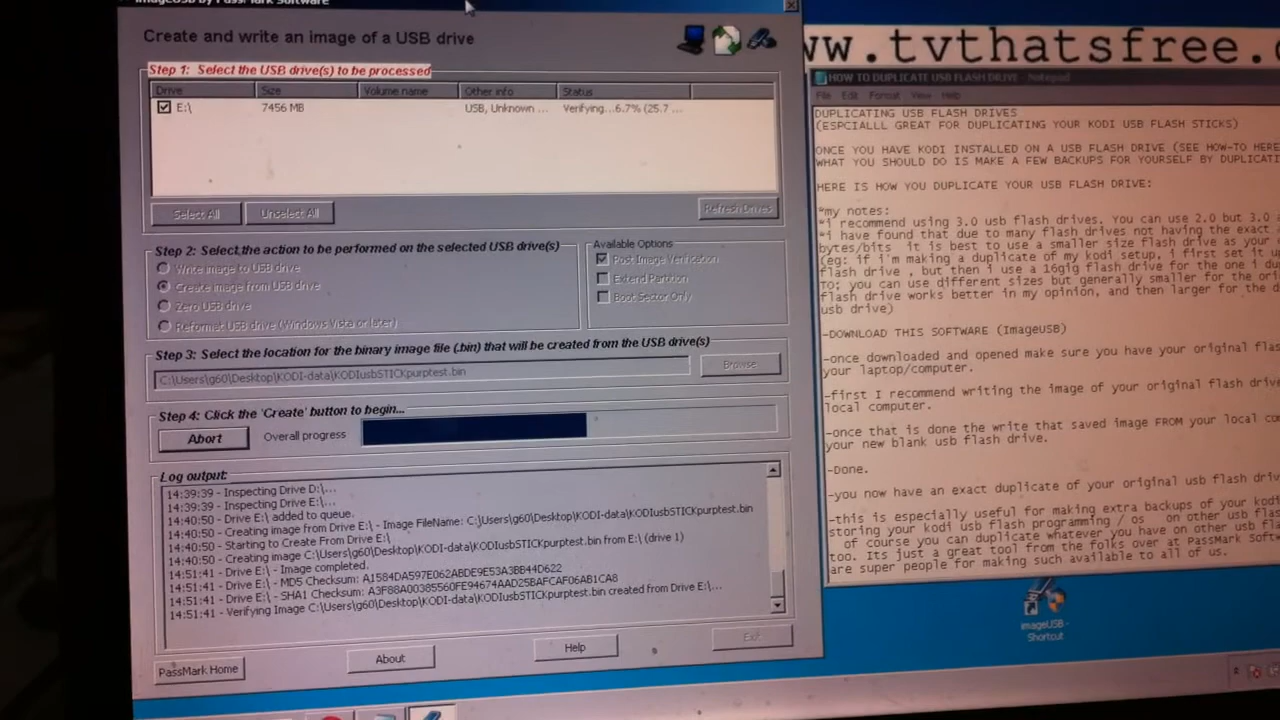 ImageUSB by PassMark Software
Create and write an image of a USB drive
Step 1: Select the USB drive(s) to be processed
Drive Size Volume name Other info Status
E:\ 7456 MB USB, Unknown ... Verifying...6.7% (25.7 ...
Select All Unselect All Refresh Drives
Step 2: Select the action to be performed on the selected USB drive(s)
Write image to USB drive
Create image from USB drive
Zero USB drive
Reformat USB drive (Windows Vista or later)
Available Options
Post Image Verification
Extend Partition
Boot Sector Only
Step 3: Select the location for the binary image file (.bin) that will be created from the USB drive(s)
C:\Users\g60\Desktop\KODI-data\KODIusbSTICKpurptest.bin Browse
Step 4: Click the 'Create' button to begin...
Abort Overall progress
Log output:
14:39:39 - Inspecting Drive D:\...
14:39:39 - Inspecting Drive E:\...
14:40:50 - Drive E:\ added to queue.
14:40:50 - Creating image from Drive E:\ - Image FileName: C:\Users\g60\Desktop\KODI-data\KODIusbSTICKpurptest.bin
14:40:50 - Starting to Create From Drive E:\
14:40:50 - Creating image C:\Users\g60\Desktop\KODI-data\KODIusbSTICKpurptest.bin from E:\ (drive 1)
14:51:41 - Drive E:\ - Image completed.
14:51:41 - Drive E:\ - MD5 Checksum: A1584DA597E062ABDE9E53A3BB44D622
14:51:41 - Drive E:\ - SHA1 Checksum: A3F88A00385560FE94674AAD25BAFCAF06AB1CA8
14:51:41 - Verifying Image C:\Users\g60\Desktop\KODI-data\KODIusbSTICKpurptest.bin created from Drive E:\...
PassMark Home About Help Exit
ww.tvthatsfree.c
HOW TO DUPLICATE USB FLASH DRIVE - Notepad
File Edit Format View Help
DUPLICATING USB FLASH DRIVES
(ESPCIALLL GREAT FOR DUPLICATING YOUR KODI USB FLASH STICKS)
ONCE YOU HAVE KODI INSTALLED ON A USB FLASH DRIVE (SEE HOW-TO HERE
WHAT YOU SHOULD DO IS MAKE A FEW BACKUPS FOR YOURSELF BY DUPLICATI
HERE IS HOW YOU DUPLICATE YOUR USB FLASH DRIVE:
*my notes:
*i recommend using 3.0 usb flash drives. You can use 2.0 but 3.0 a
*i have found that due to many flash drives not having the exact
bytes/bits it is best to use a smaller size flash drive as your
(eg: if i'm making a duplicate of my kodi setup, i first set it u
flash drive , but then i use a 16gig flash drive for the one i du
TO; you can use different sizes but generally smaller for the ori
flash drive works better in my opinion, and then larger for the d
usb drive)
-DOWNLOAD THIS SOFTWARE (ImageUSB)
-once downloaded and opened make sure you have your original flas
your laptop/computer.
-first I recommend writing the image of your original flash drive
local computer.
-once that is done the write that saved image FROM your local co
your new blank usb flash drive.
-Done.
-you now have an exact duplicate of your original usb flash driv
-this is especially useful for making extra backups of your kodi
storing your kodi usb flash programming / os on other usb flas
of course you can duplicate whatever you have on other usb fla
too. Its just a great tool from the folks over at PassMark Softw
are super people for making such available to all of us.
imageUSB -
Shortcut